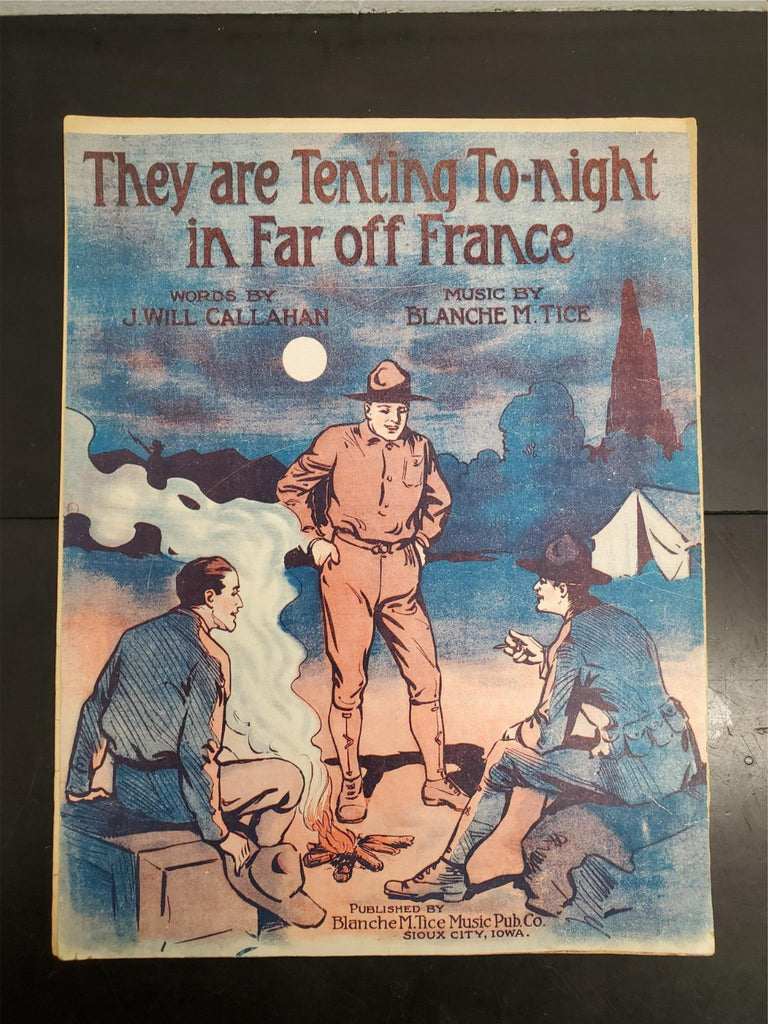 They are Tenting To-night
in Far off France
WORDS BY
J. WILL CALLAHAN
MUSIC BY
BLANCHE M. TICE
PUBLISHED BY
Blanche M. Tice Music Pub. Co.
SIOUX CITY, IOWA.